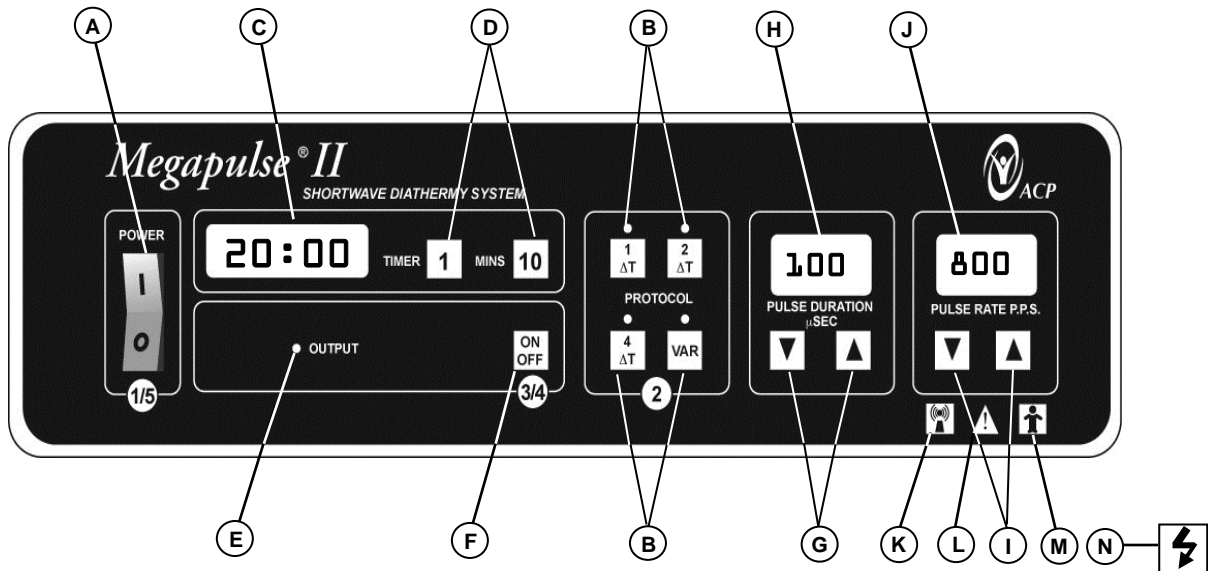 A C D B H J
Megapulse® II
SHORTWAVE DIATHERMY SYSTEM
ACP
POWER
I
O
1/5
20:00
TIMER 1 MINS 10
OUTPUT
ON
OFF
3/4
1
ΔT
2
ΔT
PROTOCOL
4
ΔT
VAR
2
100
PULSE DURATION
µSEC
▼ ▲
800
PULSE RATE P.P.S.
▼ ▲
!
E F B G K L I M N